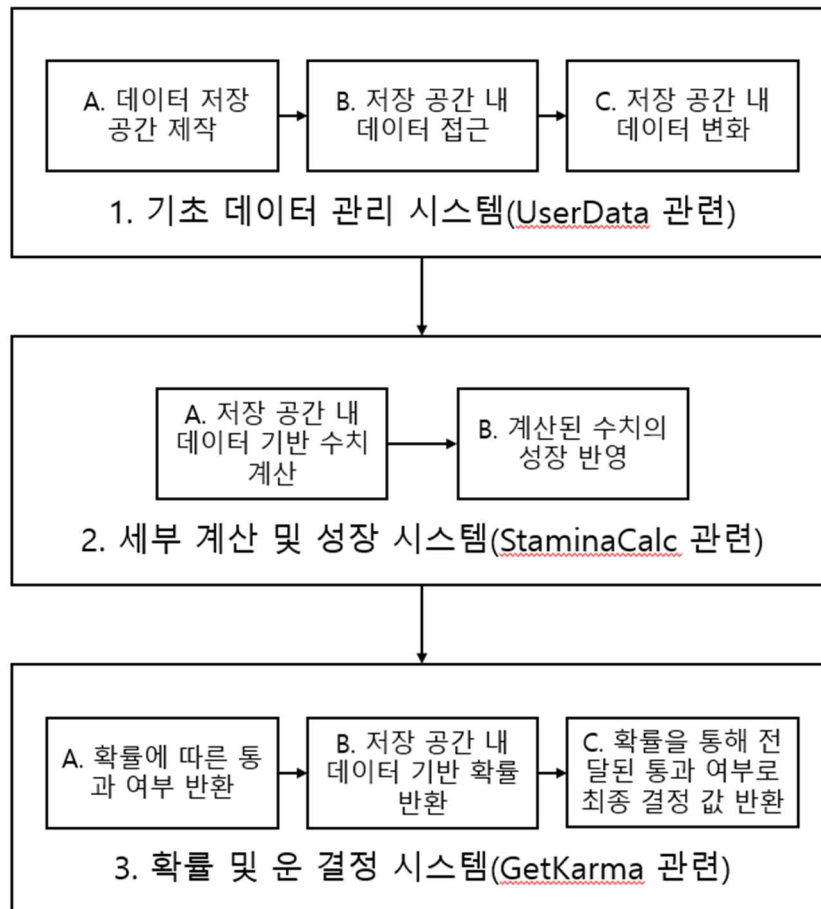 A. 데이터 저장
공간 제작
B. 저장 공간 내
데이터 접근
C. 저장 공간 내
데이터 변화
1. 기초 데이터 관리 시스템(UserData 관련)
A. 저장 공간 내
데이터 기반 수치
계산
B. 계산된 수치의
성장 반영
2. 세부 계산 및 성장 시스템(StaminaCalc 관련)
A. 확률에 따른 통
과 여부 반환
B. 저장 공간 내
데이터 기반 확률
반환
C. 확률을 통해 전
달된 통과 여부로
최종 결정 값 반환
3. 확률 및 운 결정 시스템(GetKarma 관련)